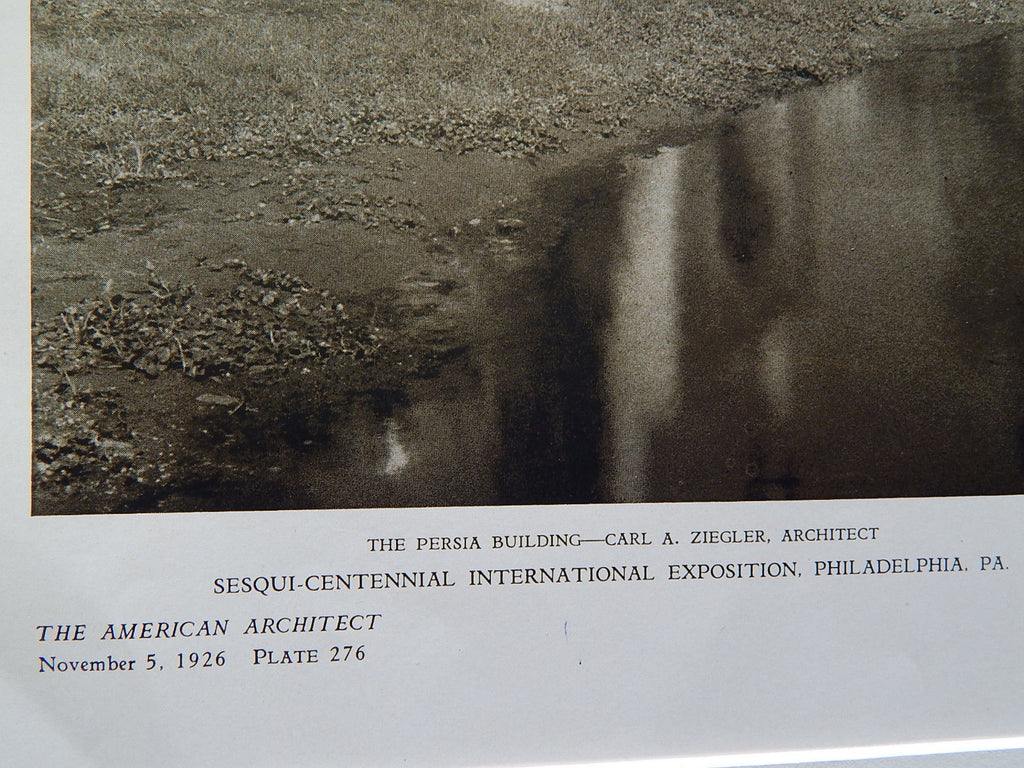 THE PERSIA BUILDING—CARL A. ZIEGLER, ARCHITECT
SESQUI-CENTENNIAL INTERNATIONAL EXPOSITION, PHILADELPHIA, PA.
THE AMERICAN ARCHITECT
November 5, 1926 PLATE 276